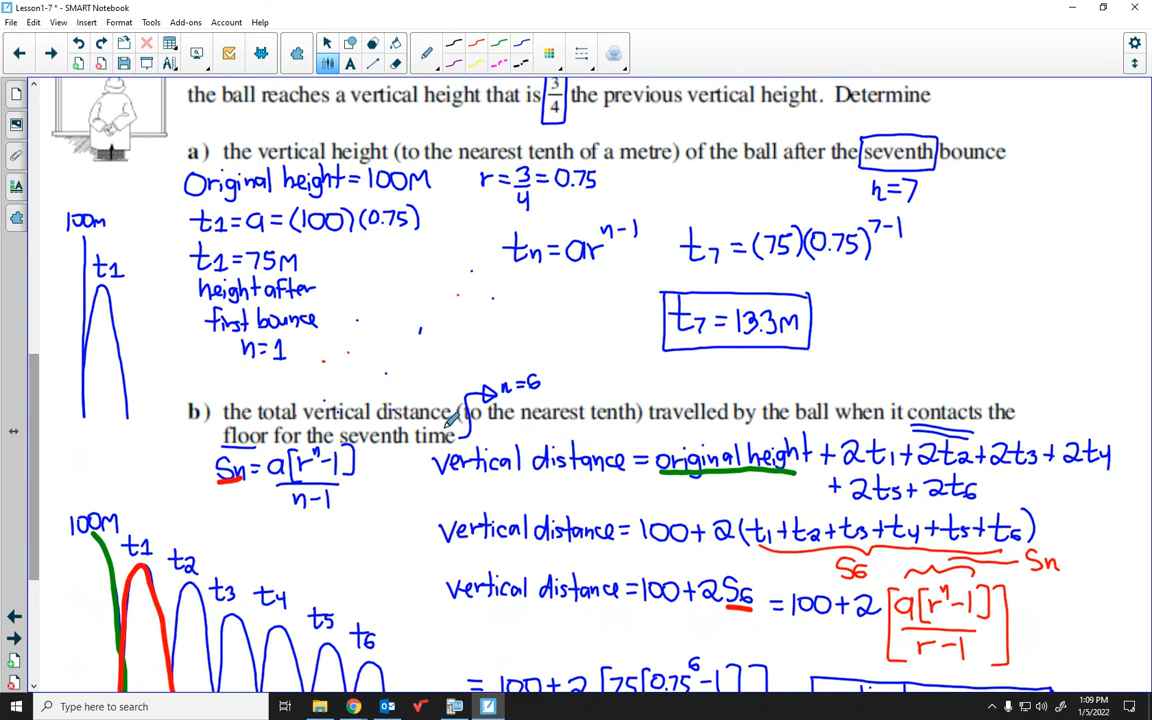 Lesson1-7 * - SMART Notebook
File Edit View Insert Format Tools Add-ons Account Help
the ball reaches a vertical height that is 3/4 the previous vertical height. Determine
a) the vertical height (to the nearest tenth of a metre) of the ball after the seventh bounce
Original height = 100M r = 3/4 = 0.75 n = 7
100m
t1 = a = (100)(0.75)
tn = ar^n-1 t7 = (75)(0.75)^7-1
t1
t1 = 75M
height after
first bounce
n = 1
t7 = 13.3M
n = 6
b) the total vertical distance (to the nearest tenth) travelled by the ball when it contacts the
floor for the seventh time
Sn = a[r^n-1]/n-1
vertical distance = original height + 2t1 + 2t2 + 2t3 + 2t4
+ 2t5 + 2t6
100M
vertical distance = 100 + 2(t1 + t2 + t3 + t4 + t5 + t6)
t1 t2 t3 t4 t5 t6
S6 Sn
vertical distance = 100 + 2S6 = 100 + 2[a[r^n-1]/r-1]
= 100 + 2[75[0.75^6-1]]
Type here to search
1:09 PM
1/5/2022